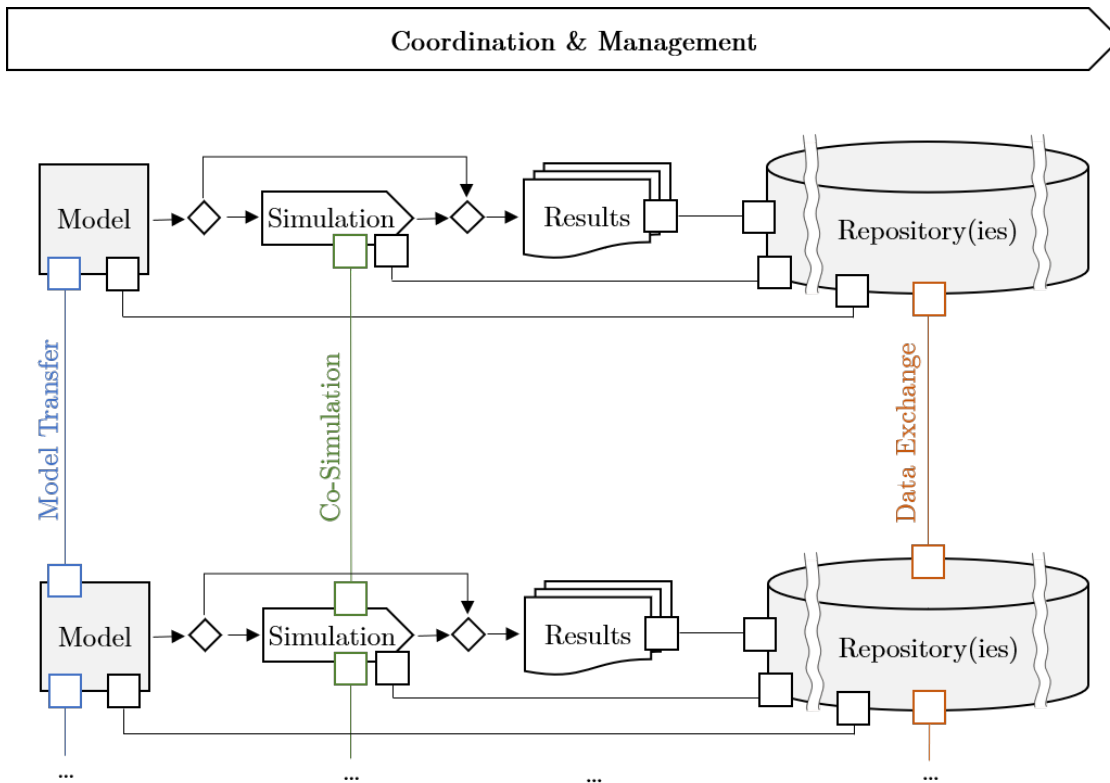 Coordination & Management
Model
Simulation
Results
Repository(ies)
Model Transfer
Co-Simulation
Data Exchange
Model
Simulation
Results
Repository(ies)
...
...
...
...